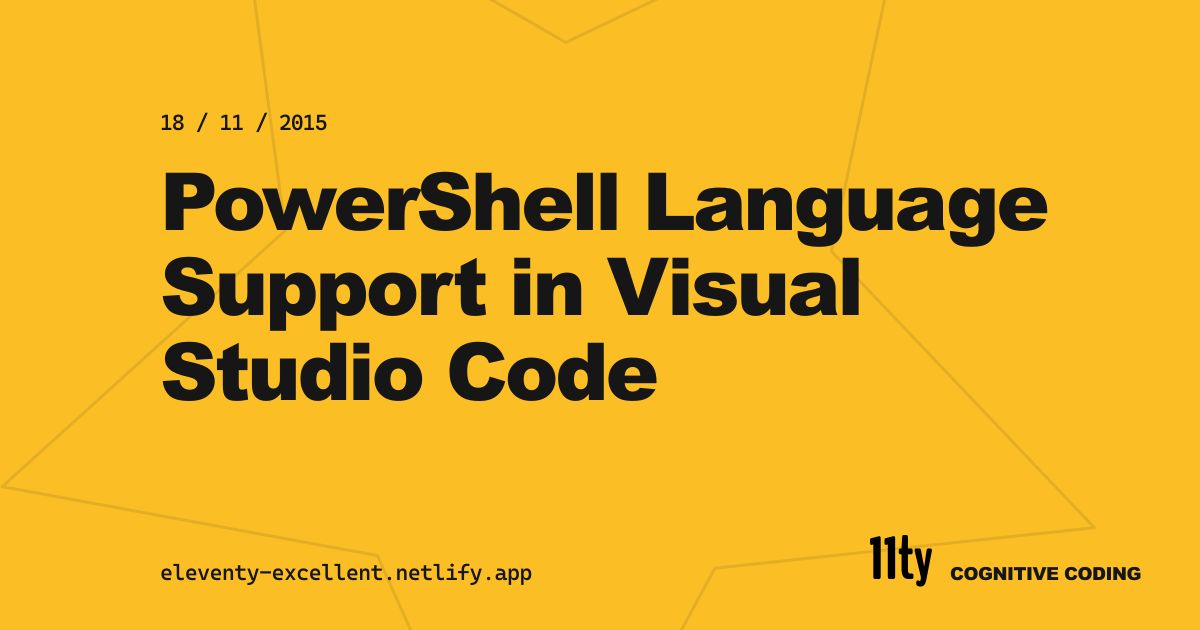 18 / 11 / 2015
PowerShell Language
Support in Visual
Studio Code
eleventy-excellent.netlify.app
11ty COGNITIVE CODING